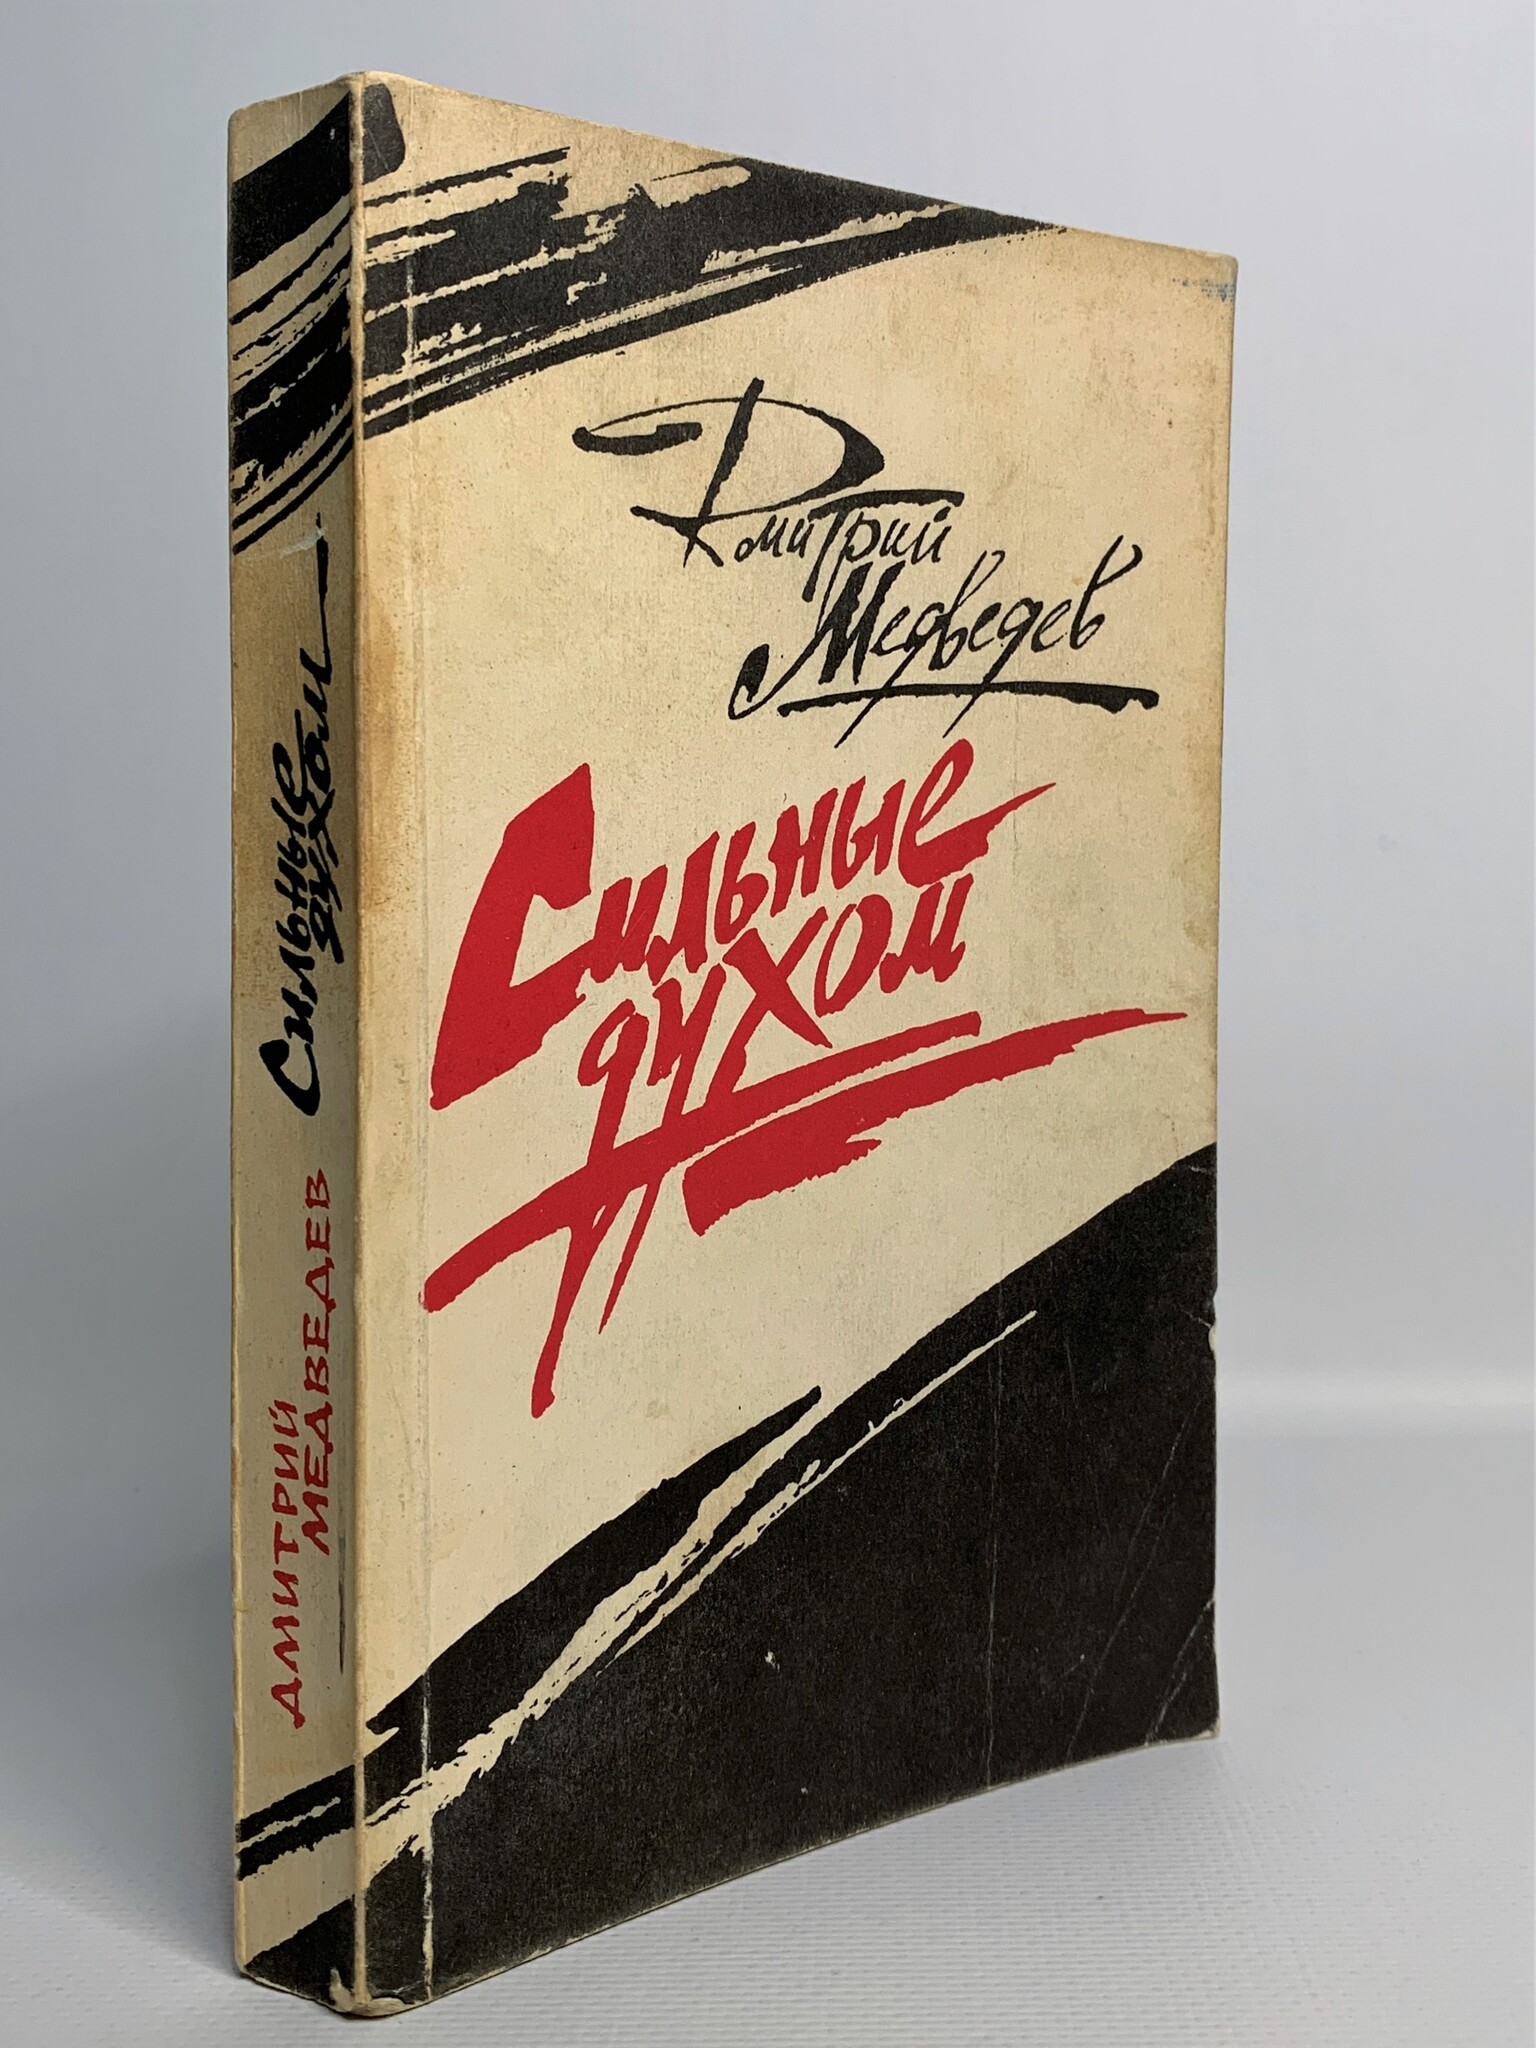 Дмитрий
Медведев
Сильные
духом
Сильные
духом
ДМИТРИЙ
МЕДВЕДЕВ